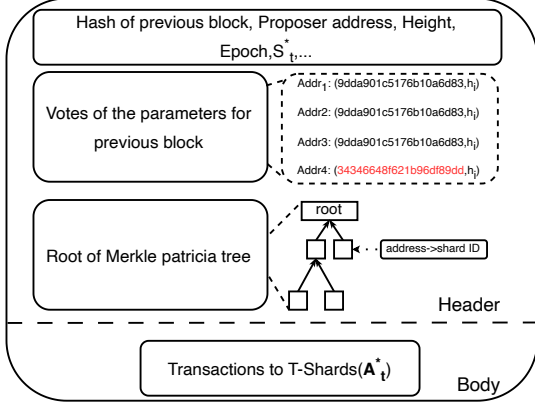 Hash of previous block, Proposer address, Height,
Epoch,S*t,...
Votes of the parameters for
previous block
Addr1: (9dda901c5176b10a6d83,hi)
Addr2: (9dda901c5176b10a6d83,hi)
Addr3: (9dda901c5176b10a6d83,hi)
Addr4: (34346648f621b96df89dd,hi)
Root of Merkle patricia tree
root
address->shard ID
Header
Transactions to T-Shards(A*t)
Body